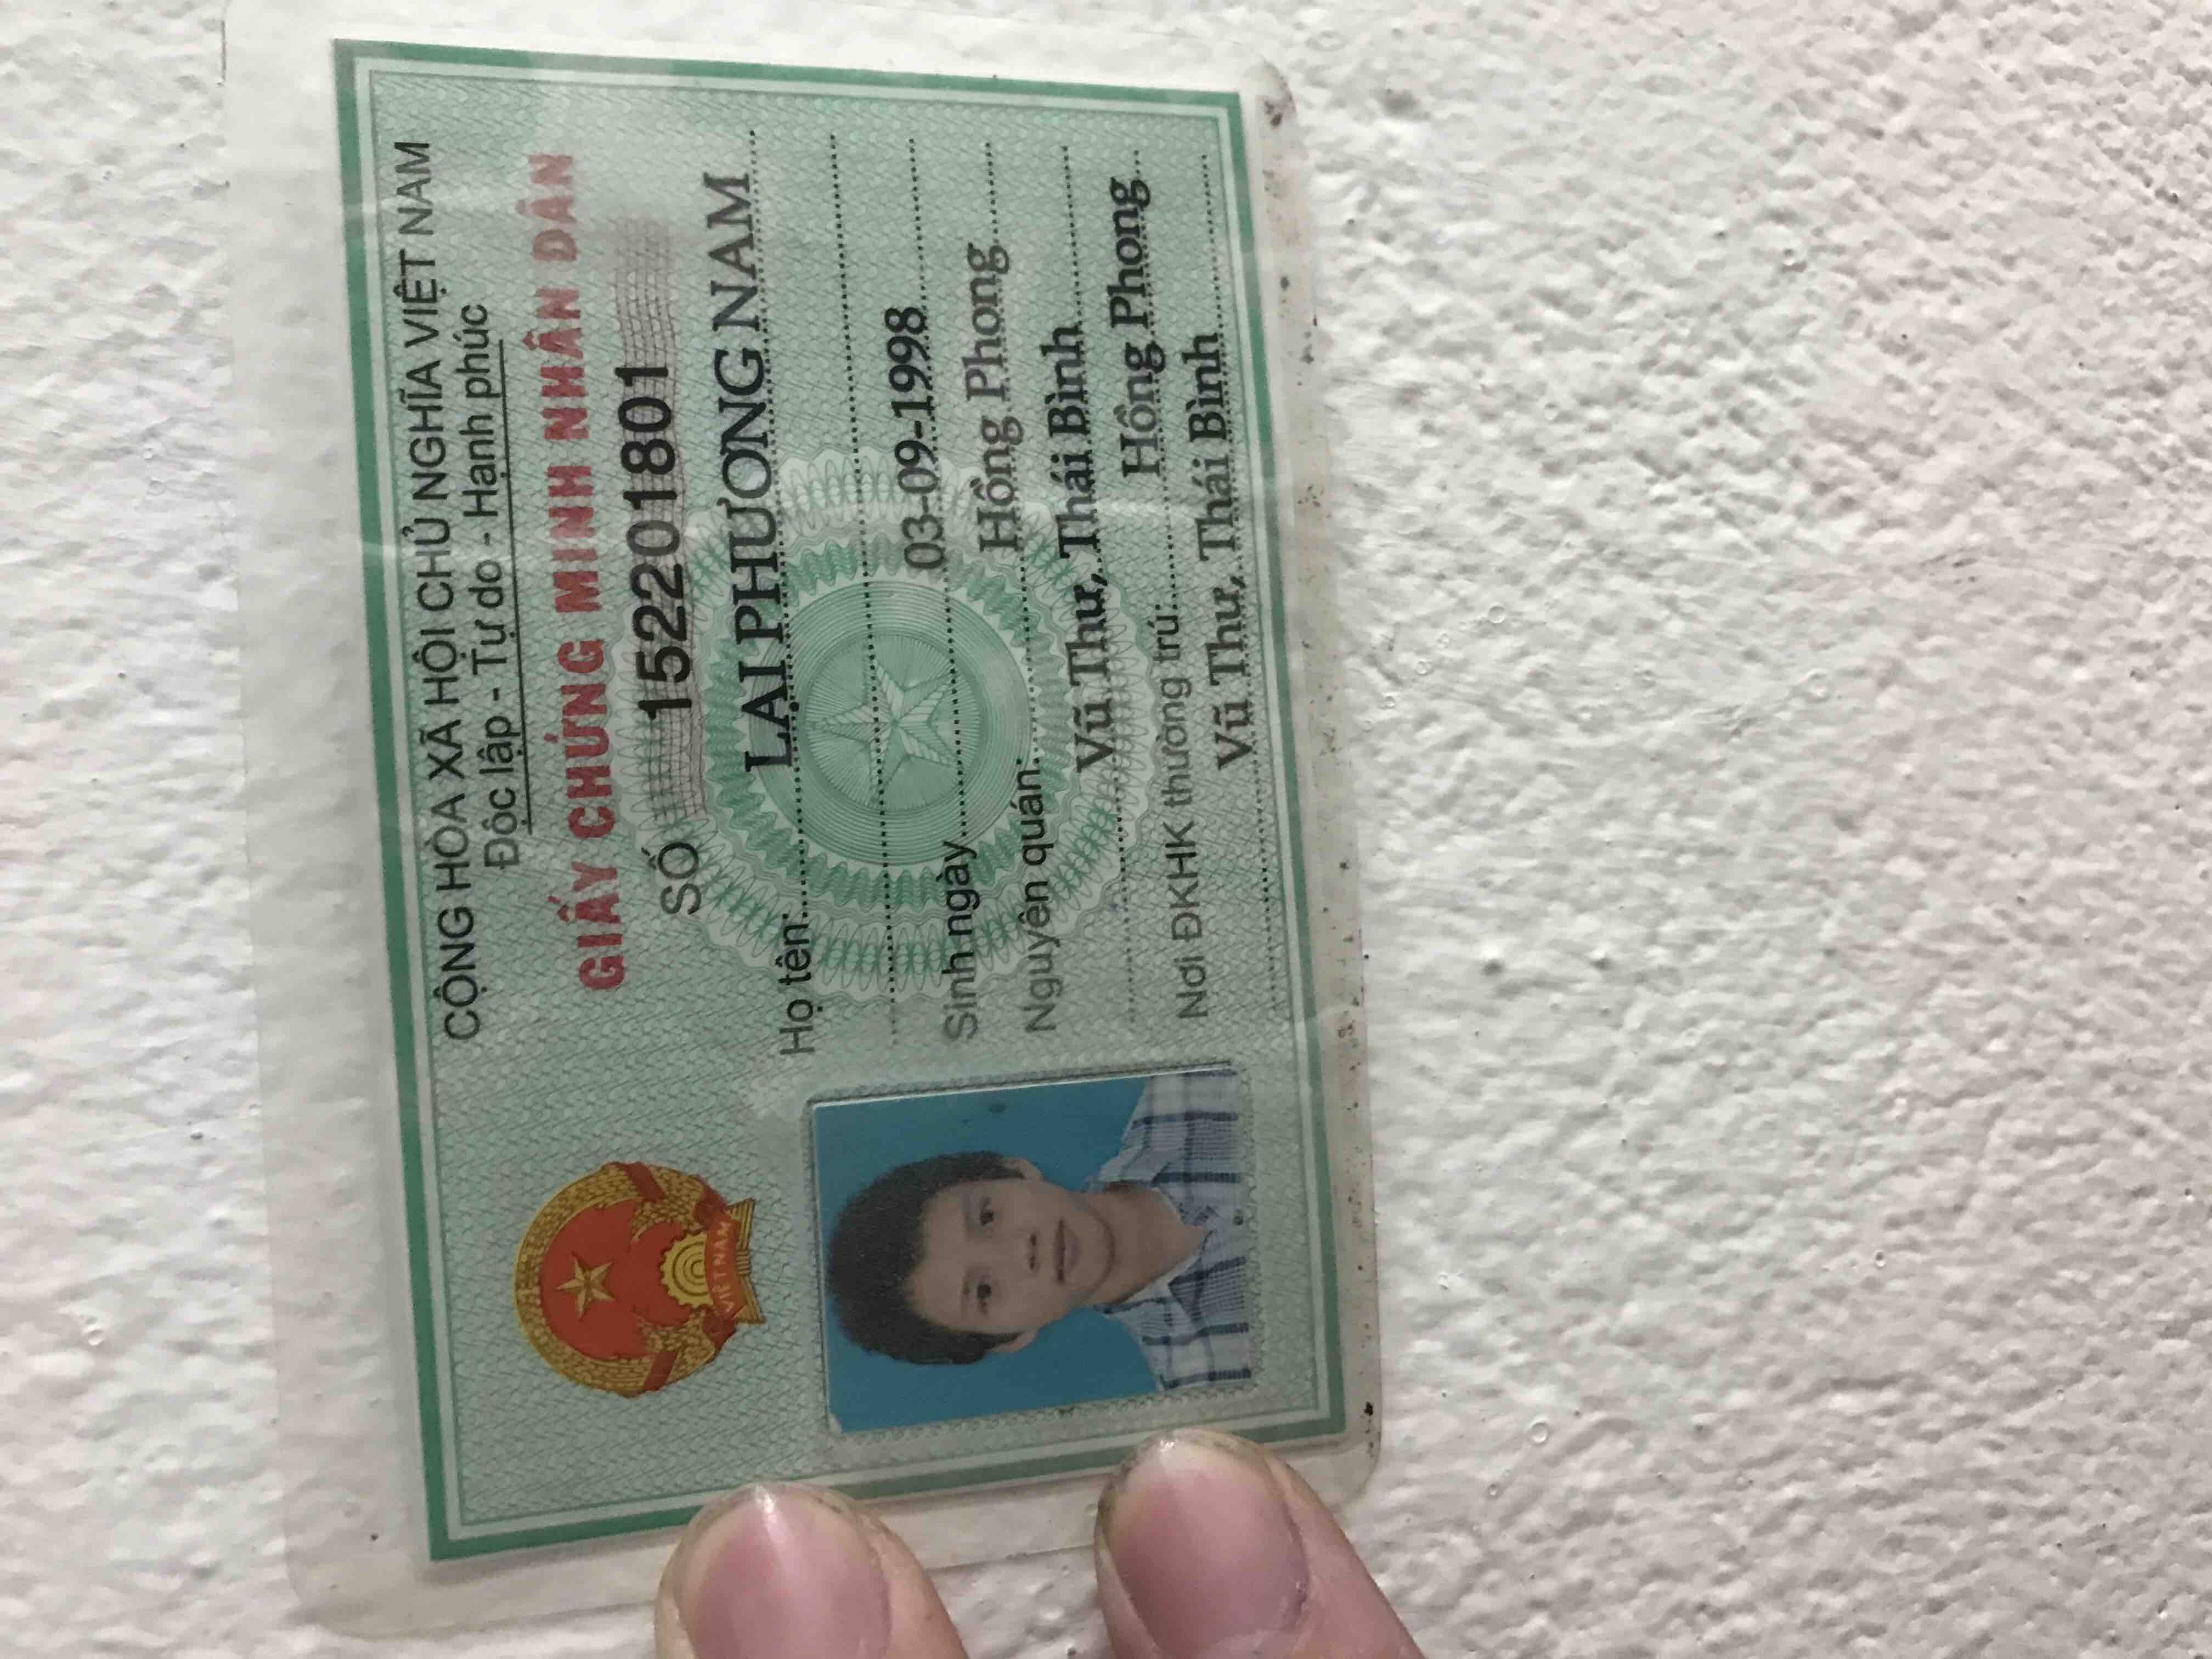 CỘNG HÒA XÃ HỘI CHỦ NGHĨA VIỆT NAM
Độc lập - Tự do - Hạnh phúc
GIẤY CHỨNG MINH NHÂN DÂN
SỐ 152201801
Họ tên: LẠI PHƯƠNG NAM
Sinh ngày 03-09-1998
Nguyên quán: Hồng Phong
Vũ Thư, Thái Bình
Nơi ĐKHK thường trú: Hồng Phong
Vũ Thư, Thái Bình
VIỆT NAM